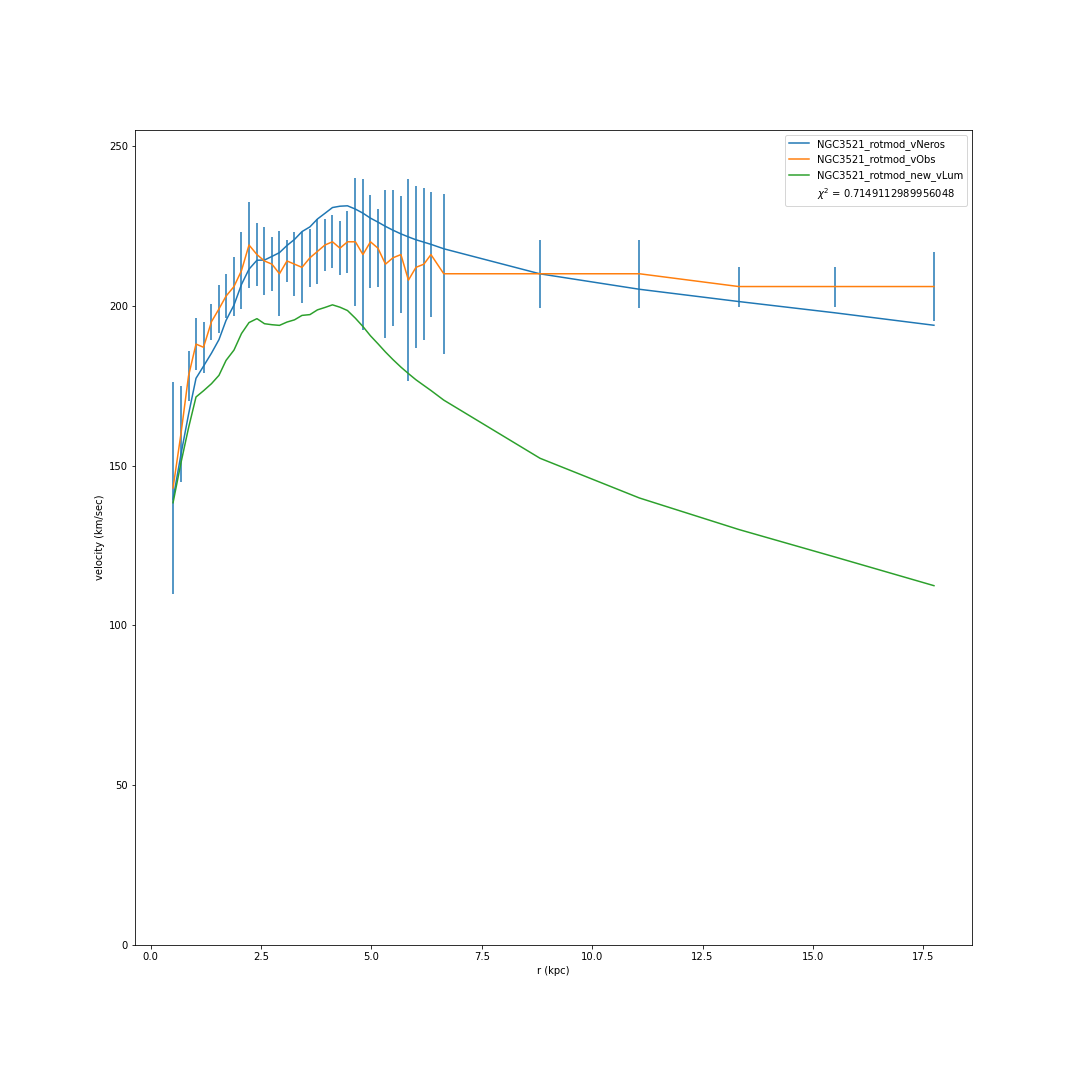 NGC3521_rotmod_vNeros
NGC3521_rotmod_vObs
NGC3521_rotmod_new_vLum
χ² = 0.7149112989956048
250
200
150
100
50
0
velocity (km/sec)
0.0 2.5 5.0 7.5 10.0 12.5 15.0 17.5
r (kpc)